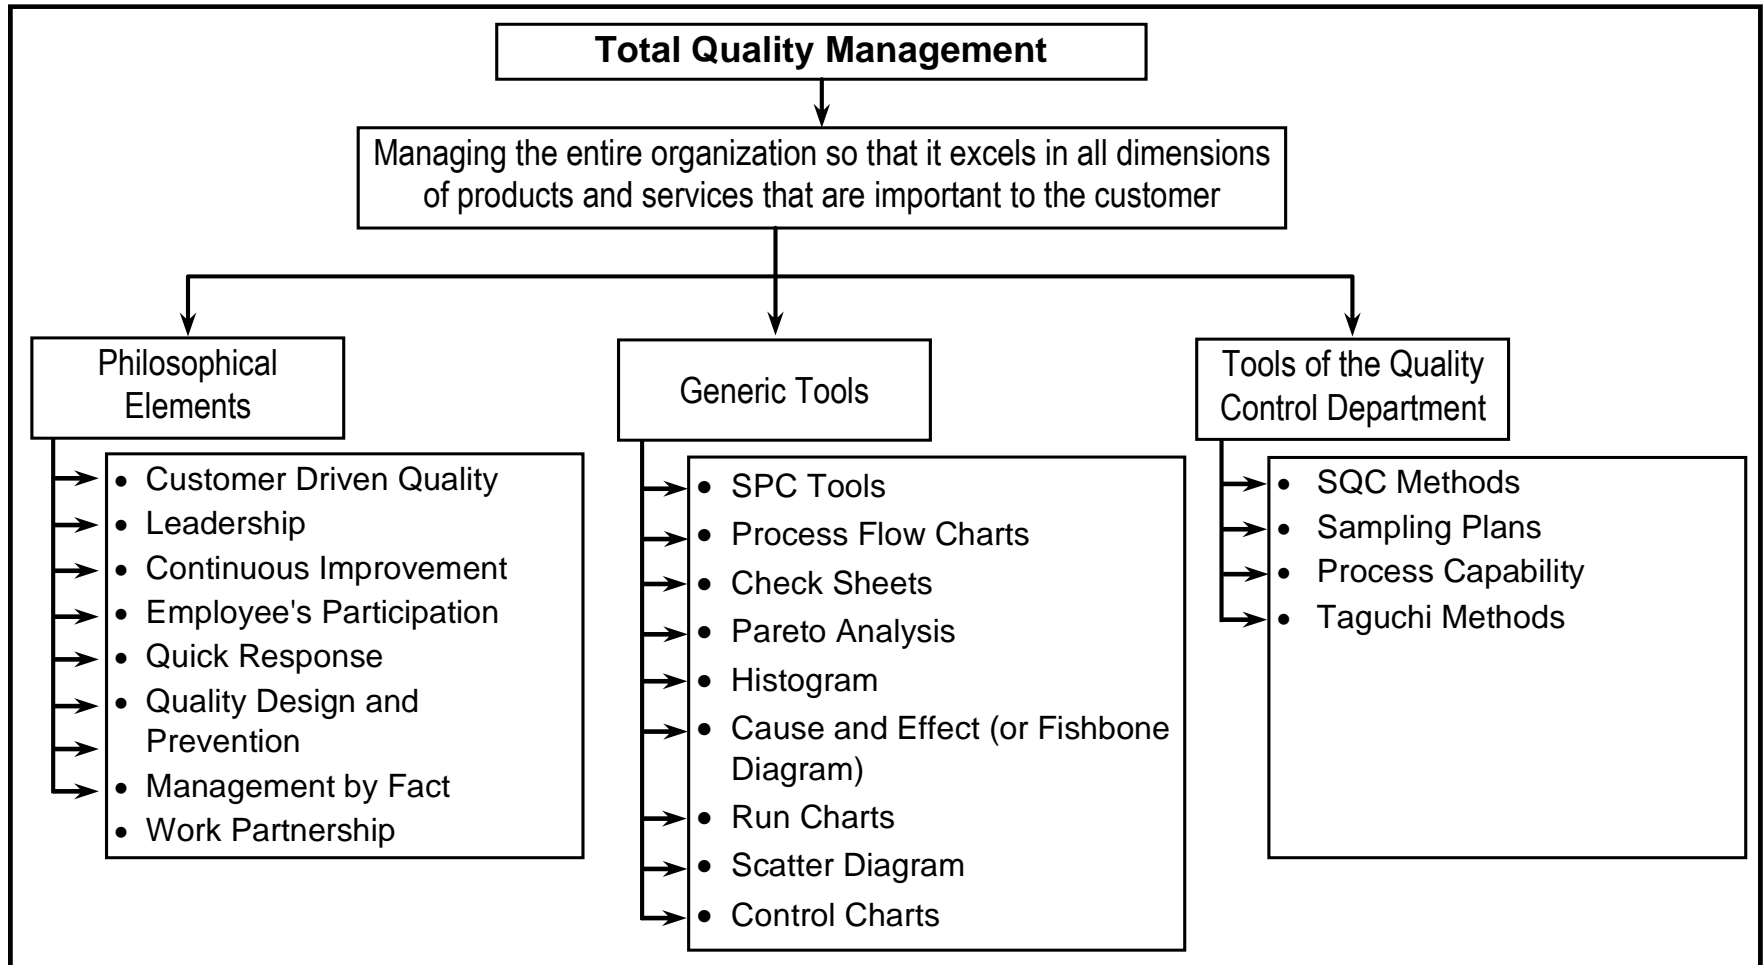 Total Quality Management
Managing the entire organization so that it excels in all dimensions
of products and services that are important to the customer
Philosophical
Elements
• Customer Driven Quality
• Leadership
• Continuous Improvement
• Employee's Participation
• Quick Response
• Quality Design and
Prevention
• Management by Fact
• Work Partnership
Generic Tools
• SPC Tools
• Process Flow Charts
• Check Sheets
• Pareto Analysis
• Histogram
• Cause and Effect (or Fishbone
Diagram)
• Run Charts
• Scatter Diagram
• Control Charts
Tools of the Quality
Control Department
• SQC Methods
• Sampling Plans
• Process Capability
• Taguchi Methods